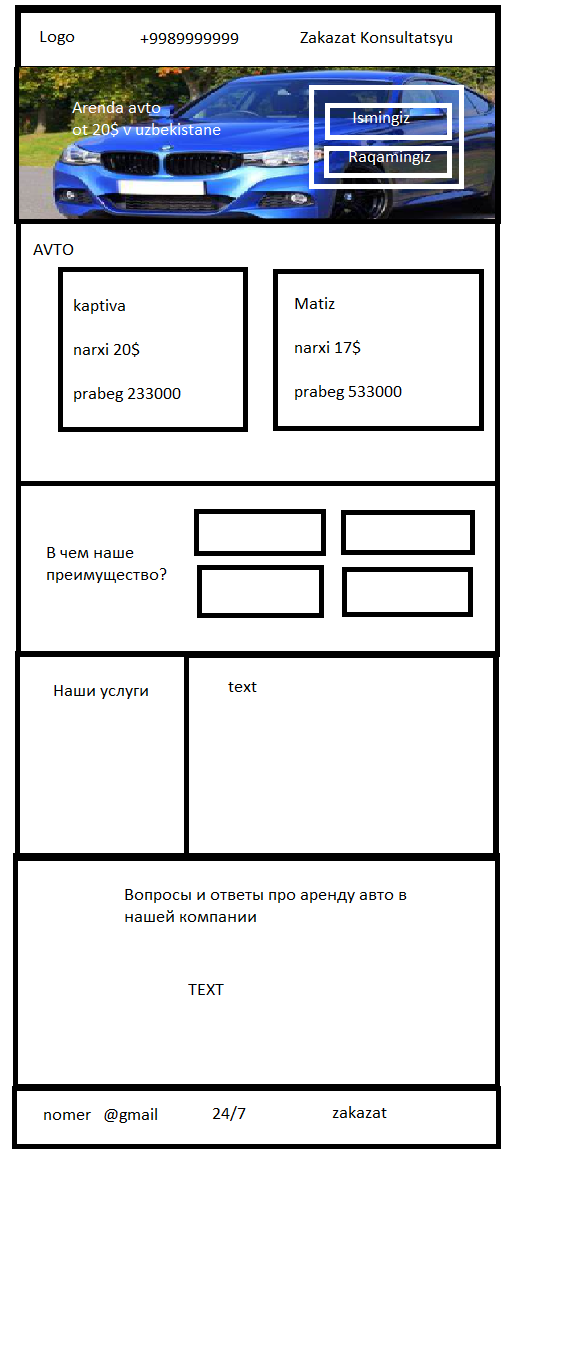 Logo +9989999999 Zakazat Konsultatsyu
Arenda avto
ot 20$ v uzbekistane
Ismingiz
Raqamingiz
AVTO
kaptiva
narxi 20$
prabeg 233000
Matiz
narxi 17$
prabeg 533000
В чем наше
преимущество?
Наши услуги
text
Вопросы и ответы про аренду авто в
нашей компании
TEXT
nomer @gmail 24/7 zakazat